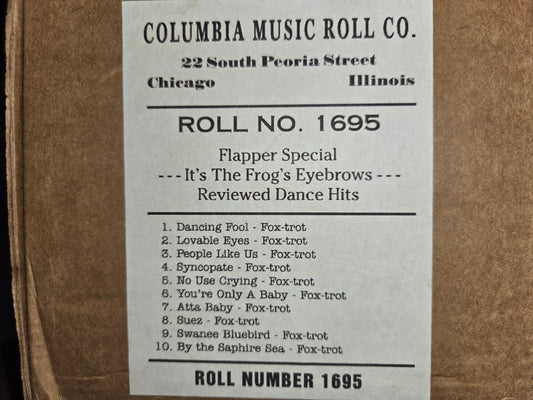 COLUMBIA MUSIC ROLL CO.
22 South Peoria Street
Chicago Illinois
ROLL NO. 1695
Flapper Special
---It's The Frog's Eyebrows---
Reviewed Dance Hits
1. Dancing Fool - Fox-trot
2. Lovable Eyes - Fox-trot
3. People Like Us - Fox-trot
4. Syncopate - Fox-trot
5. No Use Crying - Fox-trot
6. You're Only A Baby - Fox-trot
7. Atta Baby - Fox-trot
8. Suez - Fox-trot
9. Swanee Bluebird - Fox-trot
10. By the Saphire Sea - Fox-trot
ROLL NUMBER 1695